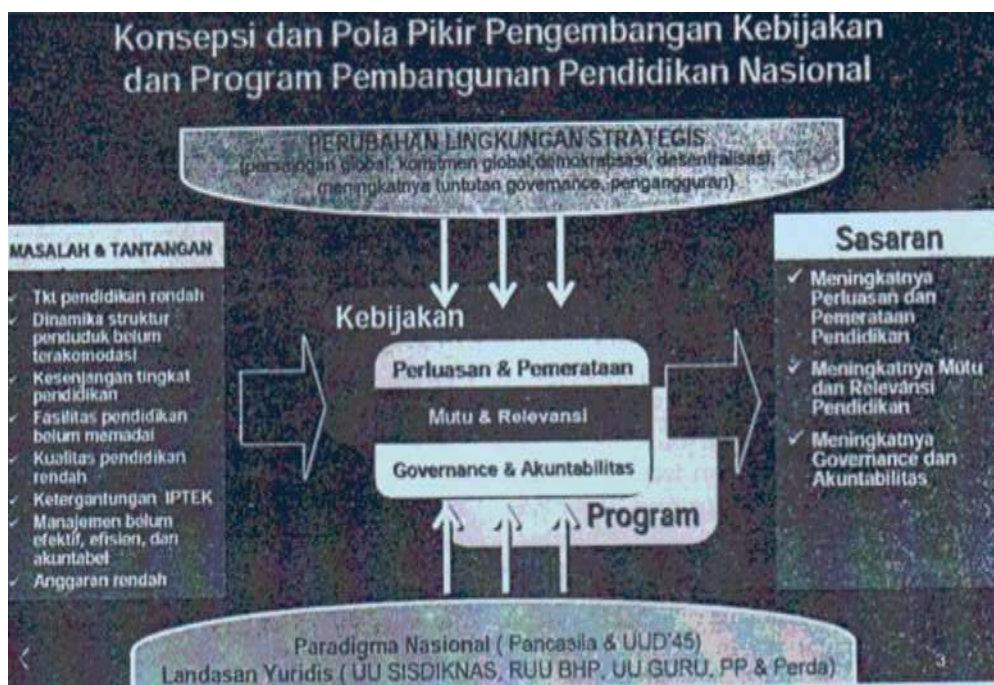 Konsepsi dan Pola Pikir Pengembangan Kebijakan
dan Program Pembangunan Pendidikan Nasional
PERUBAHAN LINGKUNGAN STRATEGIS
(persaingan global, komitmen global,demokratisasi, desentralisasi,
meningkatnya tuntutan governance, pengangguran)
MASALAH & TANTANGAN
Tkt pendidikan rondah
Dinamika struktur
penduduk belum
terakomodasi
Kesenjangan tingkat
pendidikan
Fasilitas pendidikan
belum memadai
Kualitas pendidikan
rendah
Ketergantungan IPTEK
Manajemen belum
efektif, efision, dan
akuntabel
Anggaran rendah
Kebijakan
Perluasan & Pemerataan
Mutu & Relevansi
Governance & Akuntabilitas
Program
Sasaran
Meningkatnya
Perluasan dan
Pemerataan
Pendidikan
Meningkatnya Mutu
dan Relevansi
Pendidikan
Meningkatnya
Governance dan
Akuntabilitas
Paradigma Nasional ( Pancasila & UUD'45)
Landasan Yuridis ( UU SISDIKNAS, RUU BHP, UU GURU, PP & Perda)
3